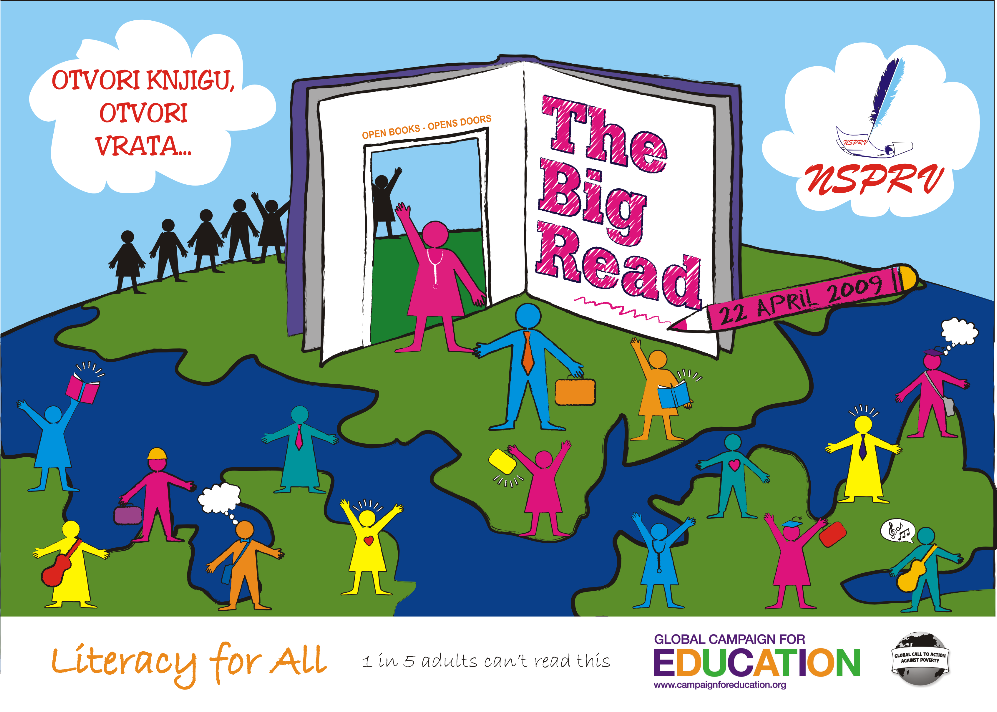 OTVORI KNJIGU,
OTVORI
VRATA...
OPEN BOOKS - OPENS DOORS
The
Big
Read
NSPRV
NSPRV
22 APRIL 2009
Literacy for All
1 in 5 adults can't read this
GLOBAL CAMPAIGN FOR
EDUCATION
www.campaignforeducation.org
GLOBAL CALL TO ACTION
AGAINST POVERTY